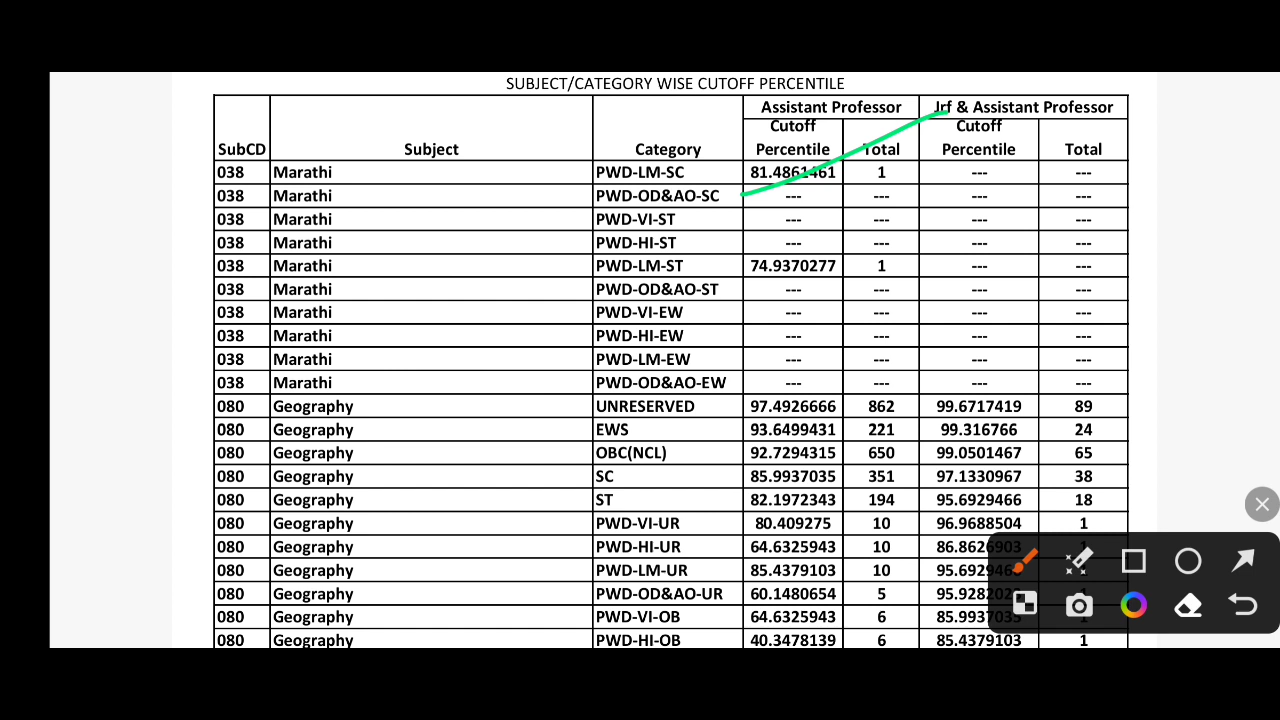 SUBJECT/CATEGORY WISE CUTOFF PERCENTILE
Assistant Professor Jrf & Assistant Professor
SubCD Subject Category Cutoff Percentile Total Cutoff Percentile Total
038 Marathi PWD-LM-SC 81.4861461 1 --- ---
038 Marathi PWD-OD&AO-SC --- --- --- ---
038 Marathi PWD-VI-ST --- --- --- ---
038 Marathi PWD-HI-ST --- --- --- ---
038 Marathi PWD-LM-ST 74.9370277 1 --- ---
038 Marathi PWD-OD&AO-ST --- --- --- ---
038 Marathi PWD-VI-EW --- --- --- ---
038 Marathi PWD-HI-EW --- --- --- ---
038 Marathi PWD-LM-EW --- --- --- ---
038 Marathi PWD-OD&AO-EW --- --- --- ---
080 Geography UNRESERVED 97.4926666 862 99.6717419 89
080 Geography EWS 93.6499431 221 99.316766 24
080 Geography OBC(NCL) 92.7294315 650 99.0501467 65
080 Geography SC 85.9937035 351 97.1330967 38
080 Geography ST 82.1972343 194 95.6929466 18
080 Geography PWD-VI-UR 80.409275 10 96.9688504 1
080 Geography PWD-HI-UR 64.6325943 10 86.8626903 1
080 Geography PWD-LM-UR 85.4379103 10
080 Geography PWD-OD&AO-UR 60.1480654 5
080 Geography PWD-VI-OB 64.6325943 6 85.9937035
080 Geography PWD-HI-OB 40.3478139 6 85.4379103 1